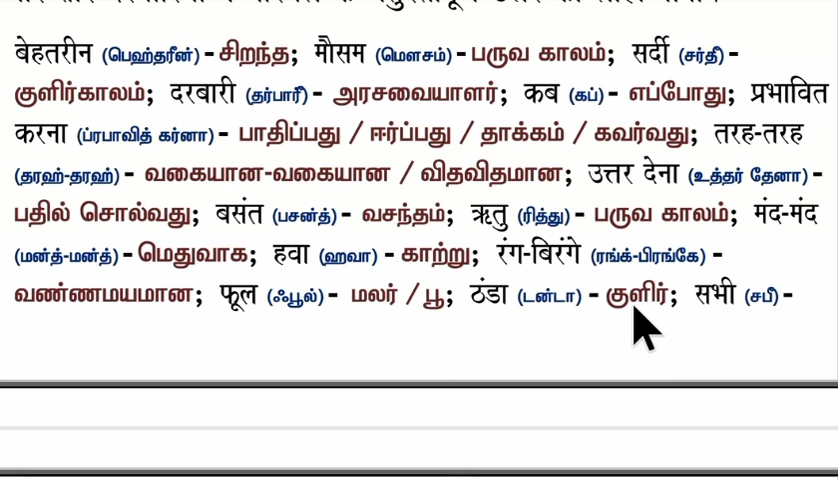 बेहतरीन (பெஹ்தரீன்) - சிறந்த; मौसम (மௌசம்) - பருவ காலம்; सर्दी (சர்தீ) -
குளிர்காலம்; दरबारी (தர்பாரீ) - அரசவையாளர்; कब (கப்) - எப்போது; प्रभावित
करना (ப்ரபாவித் கர்னா) - பாதிப்பது / ஈர்ப்பது / தாக்கம் / கவர்வது; तरह-तरह
(தரஹ்-தரஹ்) - வகையான-வகையான / விதவிதமான; उत्तर देना (உத்தர் தேனா) -
பதில் சொல்வது; बसंत (பசன்த்) - வசந்தம்; ऋतु (ரித்து) - பருவ காலம்; मंद-मंद
(மன்த்-மன்த்) - மெதுவாக; हवा (ஹவா) - காற்று; रंग-बिरंगे (ரங்க்-பிரங்கே) -
வண்ணமயமான; फूल (ஃபூல்) - மலர் / பூ; ठंडा (டன்டா) - குளிர்; सभी (சபீ) -